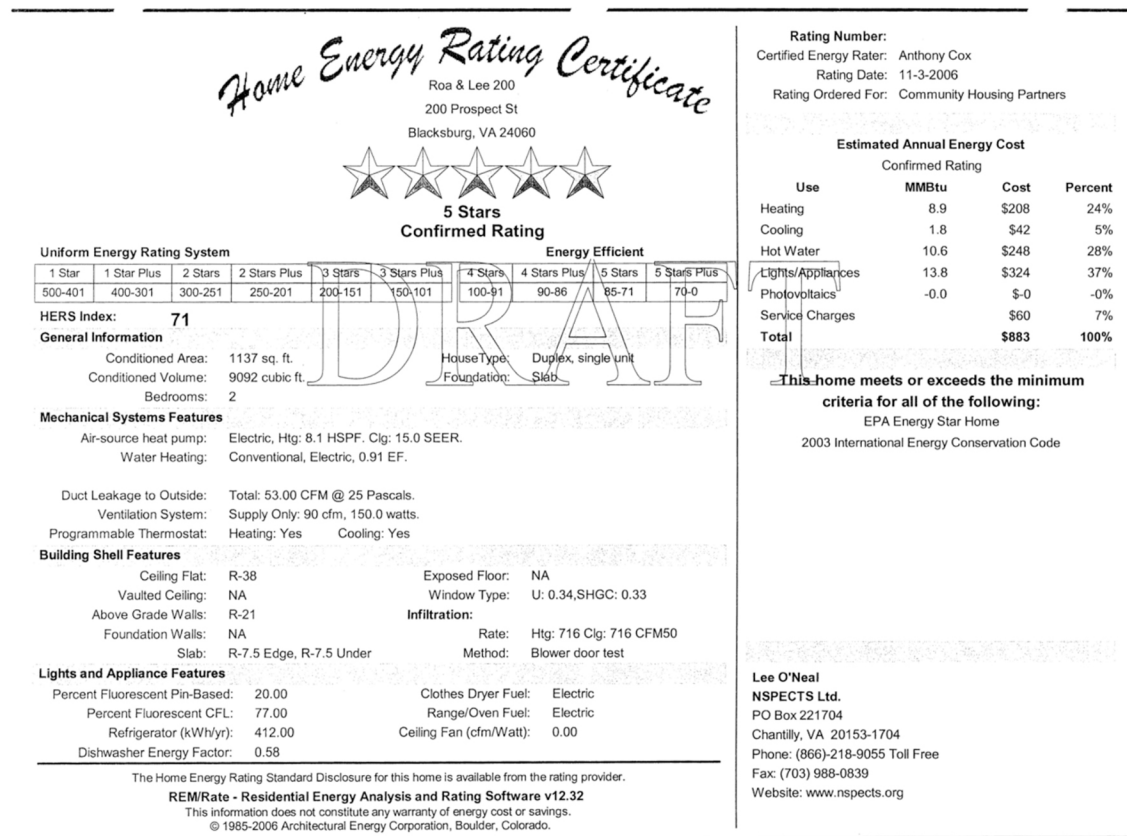 Home Energy Rating Certificate
Roa & Lee 200
200 Prospect St
Blacksburg, VA 24060
5 Stars
Confirmed Rating
Uniform Energy Rating System Energy Efficient
1 Star 1 Star Plus 2 Stars 2 Stars Plus 3 Stars 3 Stars Plus 4 Stars 4 Stars Plus 5 Stars 5 Stars Plus
500-401 400-301 300-251 250-201 200-151 150-101 100-91 90-86 85-71 70-0
HERS Index: 71
General Information
Conditioned Area: 1137 sq. ft. HouseType: Duplex, single unit
Conditioned Volume: 9092 cubic ft. Foundation: Slab
Bedrooms: 2
DRAFT
Mechanical Systems Features
Air-source heat pump: Electric, Htg: 8.1 HSPF. Clg: 15.0 SEER.
Water Heating: Conventional, Electric, 0.91 EF.
Duct Leakage to Outside: Total: 53.00 CFM @ 25 Pascals.
Ventilation System: Supply Only: 90 cfm, 150.0 watts.
Programmable Thermostat: Heating: Yes Cooling: Yes
Building Shell Features
Ceiling Flat: R-38 Exposed Floor: NA
Vaulted Ceiling: NA Window Type: U: 0.34,SHGC: 0.33
Above Grade Walls: R-21 Infiltration:
Foundation Walls: NA Rate: Htg: 716 Clg: 716 CFM50
Slab: R-7.5 Edge, R-7.5 Under Method: Blower door test
Lights and Appliance Features
Percent Fluorescent Pin-Based: 20.00 Clothes Dryer Fuel: Electric
Percent Fluorescent CFL: 77.00 Range/Oven Fuel: Electric
Refrigerator (kWh/yr): 412.00 Ceiling Fan (cfm/Watt): 0.00
Dishwasher Energy Factor: 0.58
The Home Energy Rating Standard Disclosure for this home is available from the rating provider.
REM/Rate - Residential Energy Analysis and Rating Software v12.32
This information does not constitute any warranty of energy cost or savings.
© 1985-2006 Architectural Energy Corporation, Boulder, Colorado.
Rating Number:
Certified Energy Rater: Anthony Cox
Rating Date: 11-3-2006
Rating Ordered For: Community Housing Partners
Estimated Annual Energy Cost
Confirmed Rating
Use MMBtu Cost Percent
Heating 8.9 $208 24%
Cooling 1.8 $42 5%
Hot Water 10.6 $248 28%
Lights/Appliances 13.8 $324 37%
Photovoltaics -0.0 $-0 -0%
Service Charges $60 7%
Total $883 100%
This home meets or exceeds the minimum
criteria for all of the following:
EPA Energy Star Home
2003 International Energy Conservation Code
Lee O'Neal
NSPECTS Ltd.
PO Box 221704
Chantilly, VA 20153-1704
Phone: (866)-218-9055 Toll Free
Fax: (703) 988-0839
Website: www.nspects.org